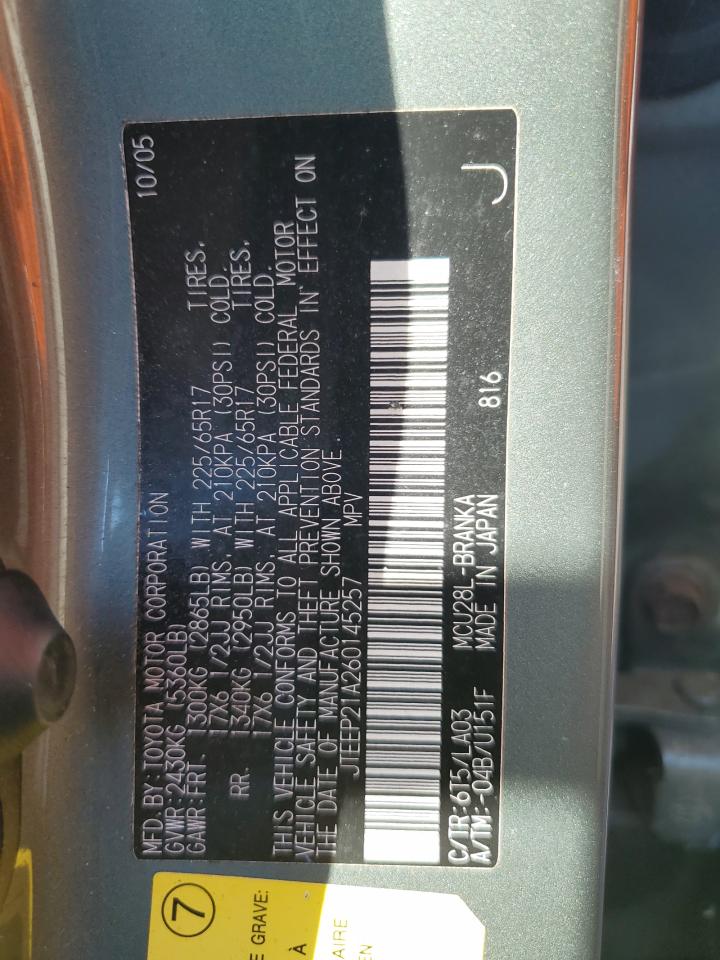 MFD. BY: TOYOTA MOTOR CORPORATION 10/05
GVWR: 2430KG (5360LB)
GAWR: FRT. 1300KG (2865LB) WITH 225/65R17 TIRES,
17X6 1/2JJ RIMS, AT 210KPA (30PSI) COLD.
RR. 1340KG (2950LB) WITH 225/65R17 TIRES,
17X6 1/2JJ RIMS, AT 210KPA (30PSI) COLD.
THIS VEHICLE CONFORMS TO ALL APPLICABLE FEDERAL MOTOR
VEHICLE SAFETY AND THEFT PREVENTION STANDARDS IN EFFECT ON
THE DATE OF MANUFACTURE SHOWN ABOVE.
JTEEP21A260145257 MPV
C/TR: 6T5/LA03 MCU28L-BRANKA 816 J
A/TM: -04B/U151F MADE IN JAPAN
7
E GRAVE:
À
AIRE
EN